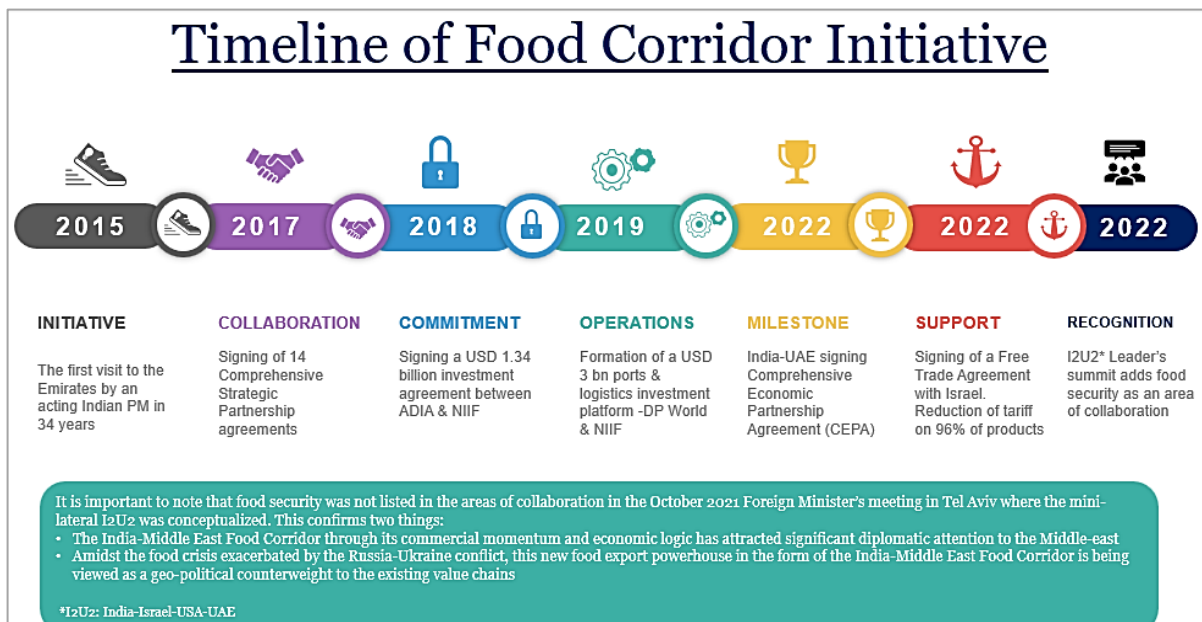 Timeline of Food Corridor Initiative
2015
2017
2018
2019
2022
2022
2022
INITIATIVE
The first visit to the
Emirates by an
acting Indian PM in
34 years
COLLABORATION
Signing of 14
Comprehensive
Strategic
Partnership
agreements
COMMITMENT
Signing a USD 1.34
billion investment
agreement between
ADIA & NIIF
OPERATIONS
Formation of a USD
3 bn ports &
logistics investment
platform -DP World
& NIIF
MILESTONE
India-UAE signing
Comprehensive
Economic
Partnership
Agreement (CEPA)
SUPPORT
Signing of a Free
Trade Agreement
with Israel.
Reduction of tariff
on 96% of products
RECOGNITION
I2U2* Leader's
summit adds food
security as an area
of collaboration
It is important to note that food security was not listed in the areas of collaboration in the October 2021 Foreign Minister's meeting in Tel Aviv where the mini-
lateral I2U2 was conceptualized. This confirms two things:
• The India-Middle East Food Corridor through its commercial momentum and economic logic has attracted significant diplomatic attention to the Middle-east
• Amidst the food crisis exacerbated by the Russia-Ukraine conflict, this new food export powerhouse in the form of the India-Middle East Food Corridor is being
viewed as a geo-political counterweight to the existing value chains
*I2U2: India-Israel-USA-UAE